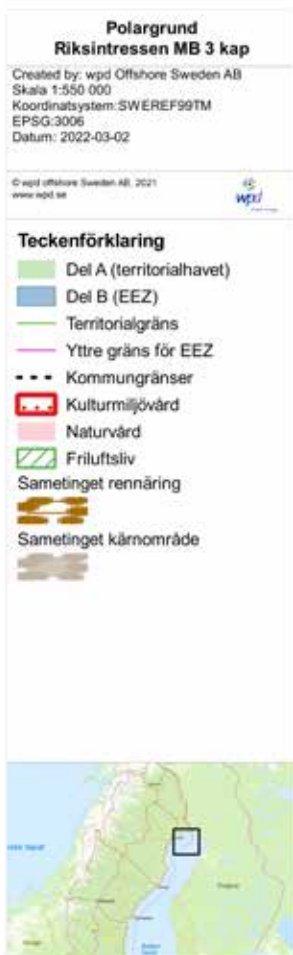 Polargrund
Riksintressen MB 3 kap
Created by: wpd Offshore Sweden AB
Skala 1:550 000
Koordinatsystem:SWEREF99TM
EPSG:3006
Datum: 2022-03-02
© wpd offshore Sweden AB, 2021
www.wpd.se
wpd
Teckenförklaring
Del A (territorialhavet)
Del B (EEZ)
Territorialgräns
Yttre gräns för EEZ
Kommungränser
Kulturmiljövård
Naturvård
Friluftsliv
Sametinget rennäring
Sametinget kärnområde